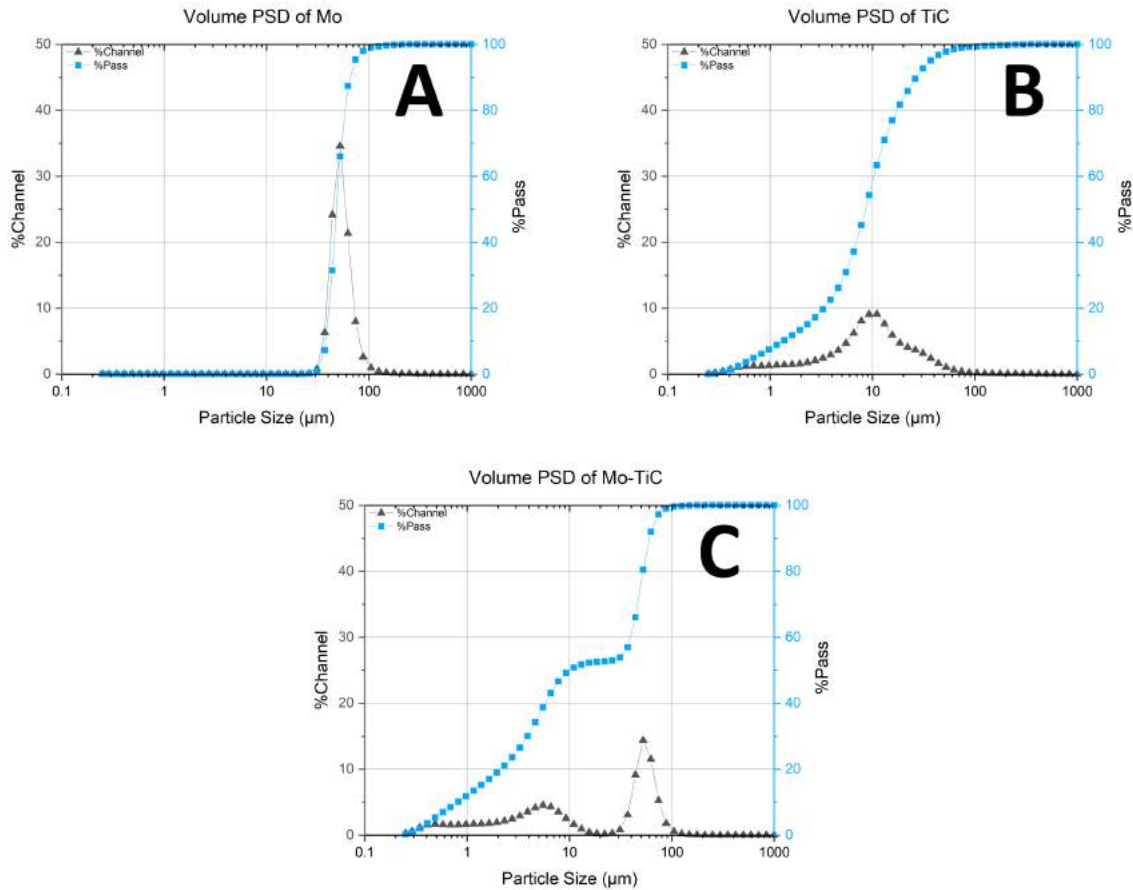 Volume PSD of Mo
%Channel
%Pass
A
50
40
30
20
10
0
100
80
60
40
20
0
%Channel
%Pass
0.1 1 10 100 1000
Particle Size (µm)
Volume PSD of TiC
%Channel
%Pass
B
50
40
30
20
10
0
100
80
60
40
20
0
%Channel
%Pass
0.1 1 10 100 1000
Particle Size (µm)
Volume PSD of Mo-TiC
%Channel
%Pass
C
50
40
30
20
10
0
100
80
60
40
20
0
%Channel
%Pass
0.1 1 10 100 1000
Particle Size (µm)